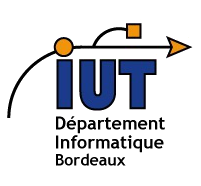 IUT
Département
Informatique
Bordeaux